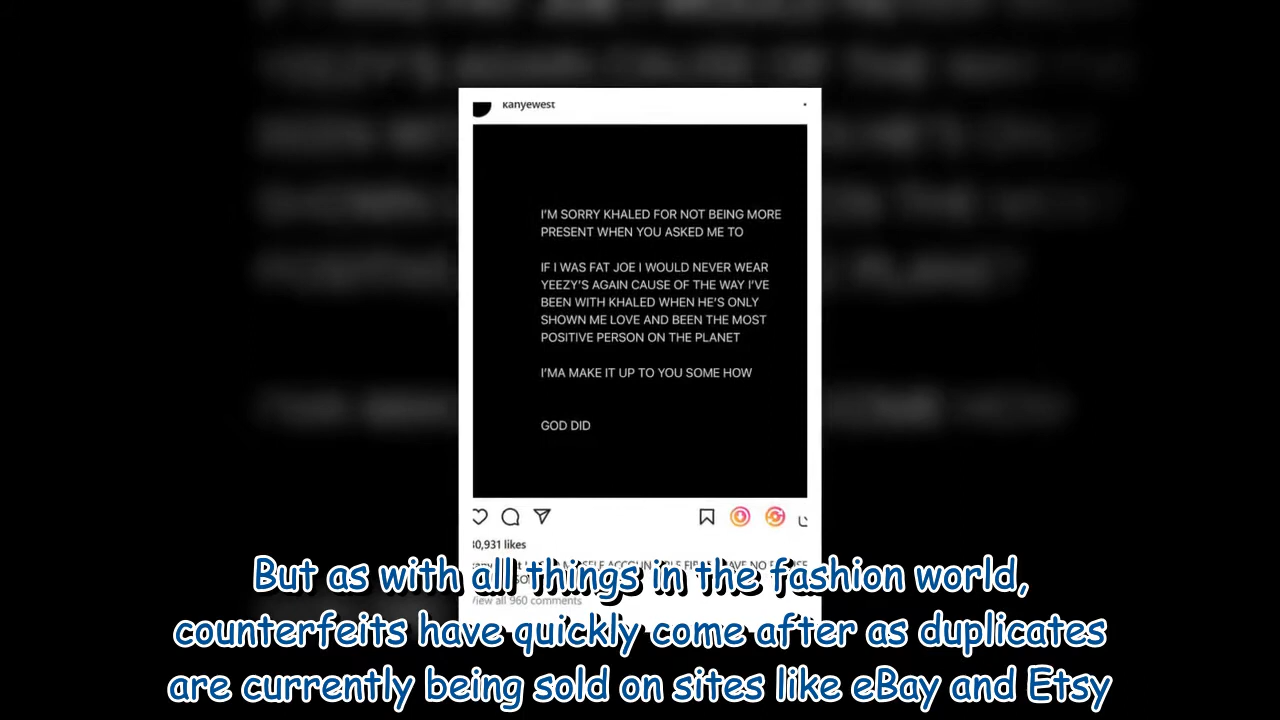 kanyewest
I'M SORRY KHALED FOR NOT BEING MORE
PRESENT WHEN YOU ASKED ME TO
IF I WAS FAT JOE I WOULD NEVER WEAR
YEEZY'S AGAIN CAUSE OF THE WAY I'VE
BEEN WITH KHALED WHEN HE'S ONLY
SHOWN ME LOVE AND BEEN THE MOST
POSITIVE PERSON ON THE PLANET
I'MA MAKE IT UP TO YOU SOME HOW
GOD DID
0,931 likes
View all 960 comments
But as with all things in the fashion world,
counterfeits have quickly come after as duplicates
are currently being sold on sites like eBay and Etsy